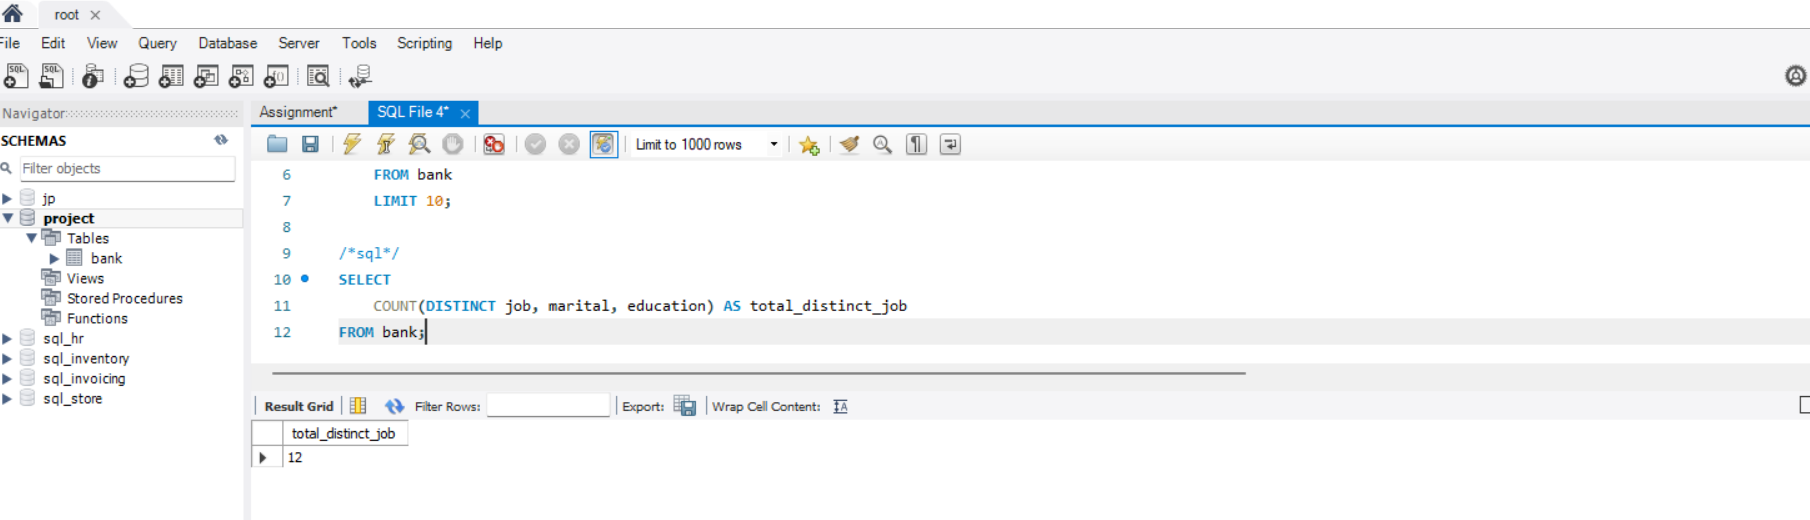 root
File Edit View Query Database Server Tools Scripting Help
Navigator
SCHEMAS
Filter objects
jp
project
Tables
bank
Views
Stored Procedures
Functions
sql_hr
sql_inventory
sql_invoicing
sql_store
Assignment* SQL File 4*
Limit to 1000 rows
6 FROM bank
7 LIMIT 10;
8
9 /*sql*/
10 SELECT
11 COUNT(DISTINCT job, marital, education) AS total_distinct_job
12 FROM bank;
Result Grid Filter Rows: Export: Wrap Cell Content:
total_distinct_job
12